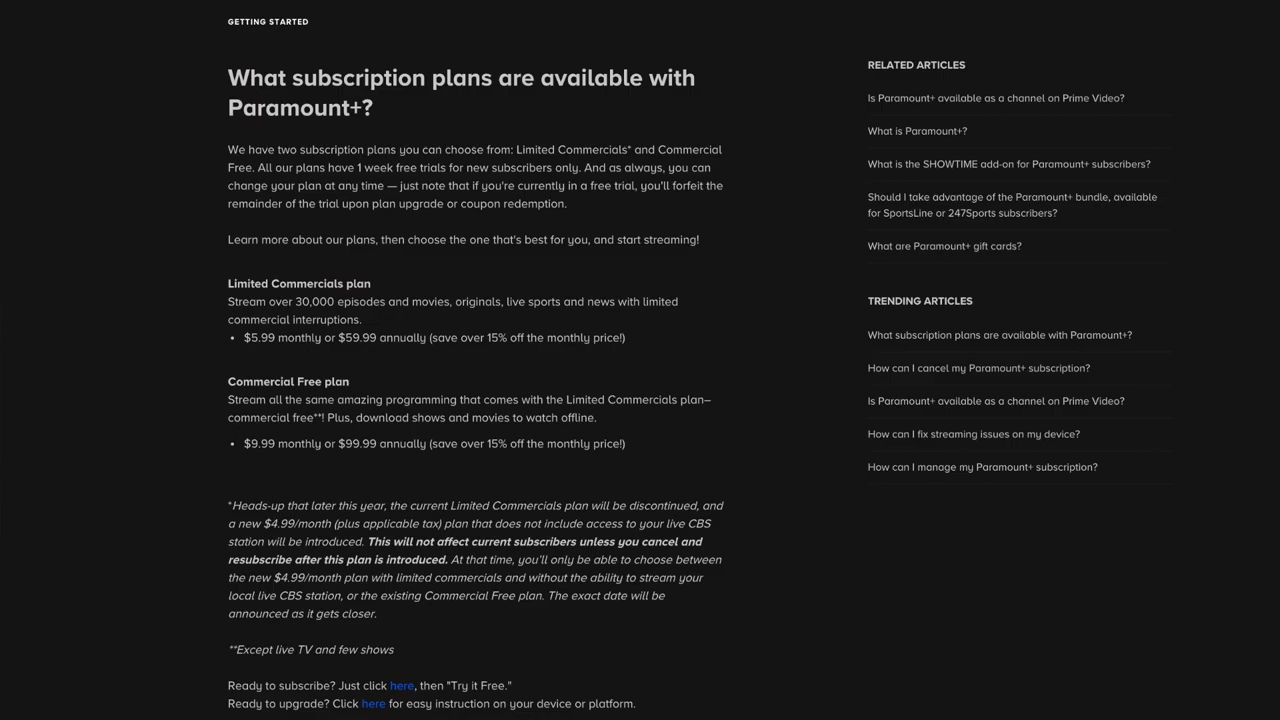 GETTING STARTED
What subscription plans are available with
Paramount+?
We have two subscription plans you can choose from: Limited Commercials* and Commercial
Free. All our plans have 1 week free trials for new subscribers only. And as always, you can
change your plan at any time — just note that if you're currently in a free trial, you'll forfeit the
remainder of the trial upon plan upgrade or coupon redemption.
Learn more about our plans, then choose the one that's best for you, and start streaming!
Limited Commercials plan
Stream over 30,000 episodes and movies, originals, live sports and news with limited
commercial interruptions.
• $5.99 monthly or $59.99 annually (save over 15% off the monthly price!)
Commercial Free plan
Stream all the same amazing programming that comes with the Limited Commercials plan–
commercial free**! Plus, download shows and movies to watch offline.
• $9.99 monthly or $99.99 annually (save over 15% off the monthly price!)
*Heads-up that later this year, the current Limited Commercials plan will be discontinued, and
a new $4.99/month (plus applicable tax) plan that does not include access to your live CBS
station will be introduced. This will not affect current subscribers unless you cancel and
resubscribe after this plan is introduced. At that time, you'll only be able to choose between
the new $4.99/month plan with limited commercials and without the ability to stream your
local live CBS station, or the existing Commercial Free plan. The exact date will be
announced as it gets closer.
**Except live TV and few shows
Ready to subscribe? Just click here, then "Try it Free."
Ready to upgrade? Click here for easy instruction on your device or platform.
RELATED ARTICLES
Is Paramount+ available as a channel on Prime Video?
What is Paramount+?
What is the SHOWTIME add-on for Paramount+ subscribers?
Should I take advantage of the Paramount+ bundle, available
for SportsLine or 247Sports subscribers?
What are Paramount+ gift cards?
TRENDING ARTICLES
What subscription plans are available with Paramount+?
How can I cancel my Paramount+ subscription?
Is Paramount+ available as a channel on Prime Video?
How can I fix streaming issues on my device?
How can I manage my Paramount+ subscription?